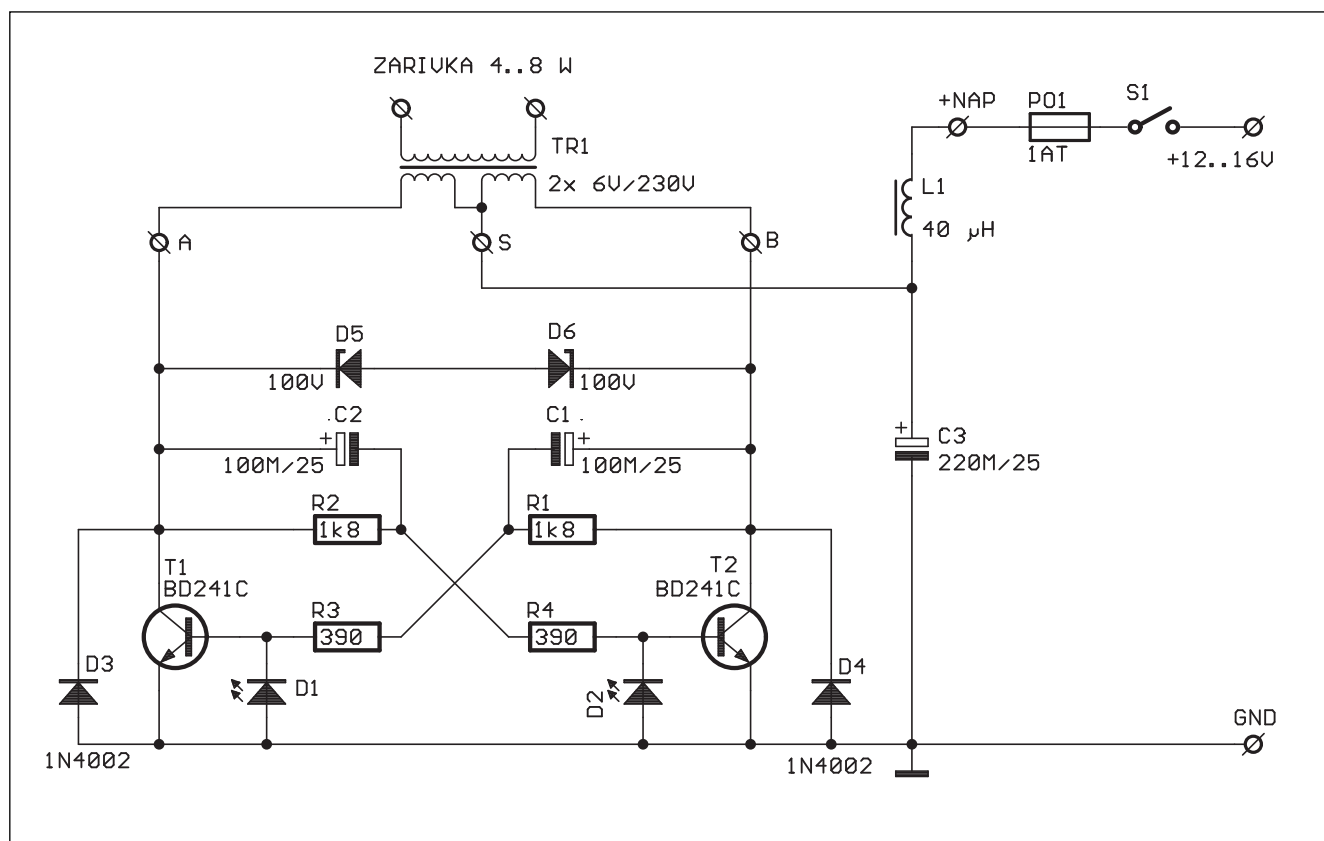 ZARIVKA 4..8 W
TR1
2x 6V/230V
+NAP
PO1
1AT
S1
+12..16V
L1
40 µH
A
S
B
D5
100V
D6
100V
C2
100M/25
C1
100M/25
C3
220M/25
R2
1k8
R1
1k8
T1
BD241C
T2
BD241C
R3
390
R4
390
D3
1N4002
D1
D2
D4
1N4002
GND